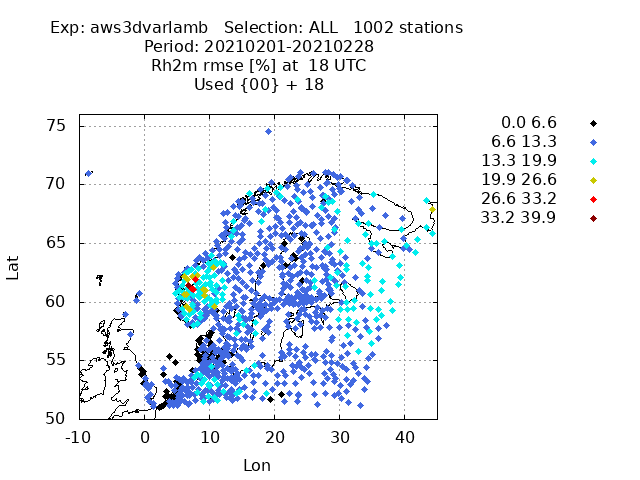 Exp: aws3dvarlamb   Selection: ALL   1002 stations
Period: 20210201-20210228
Rh2m rmse [%] at  18 UTC
Used {00} + 18
0.0 6.6
6.6 13.3
13.3 19.9
19.9 26.6
26.6 33.2
33.2 39.9
75
70
65
60
55
50
Lat
-10 0 10 20 30 40
Lon